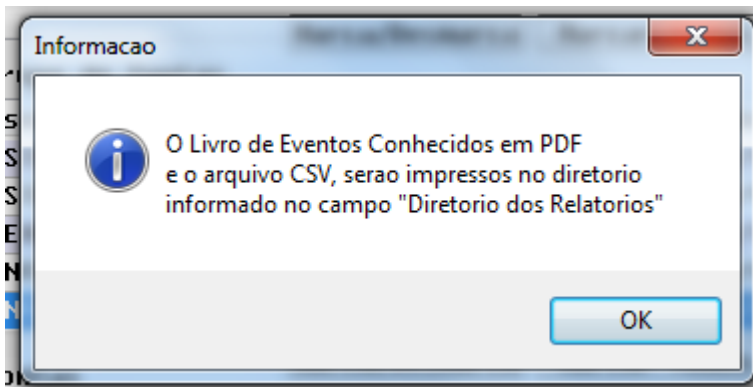 Informacao
O Livro de Eventos Conhecidos em PDF
e o arquivo CSV, serao impressos no diretorio
informado no campo "Diretorio dos Relatorios"
OK